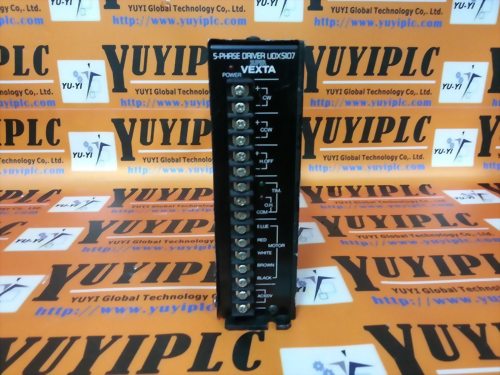 YUYIPLC
YUYI Global Technology Co., Ltd.
http://yuyiplc.com/
YU-YI
5-PHASE DRIVER UDX5107
VEXTA
POWER
+
-
CW
+
-
CCW
+
-
H.OFF
TIM.
O.H.
COM
BLUE
RED
MOTOR
WHITE
BROWN
BLACK
AC100V